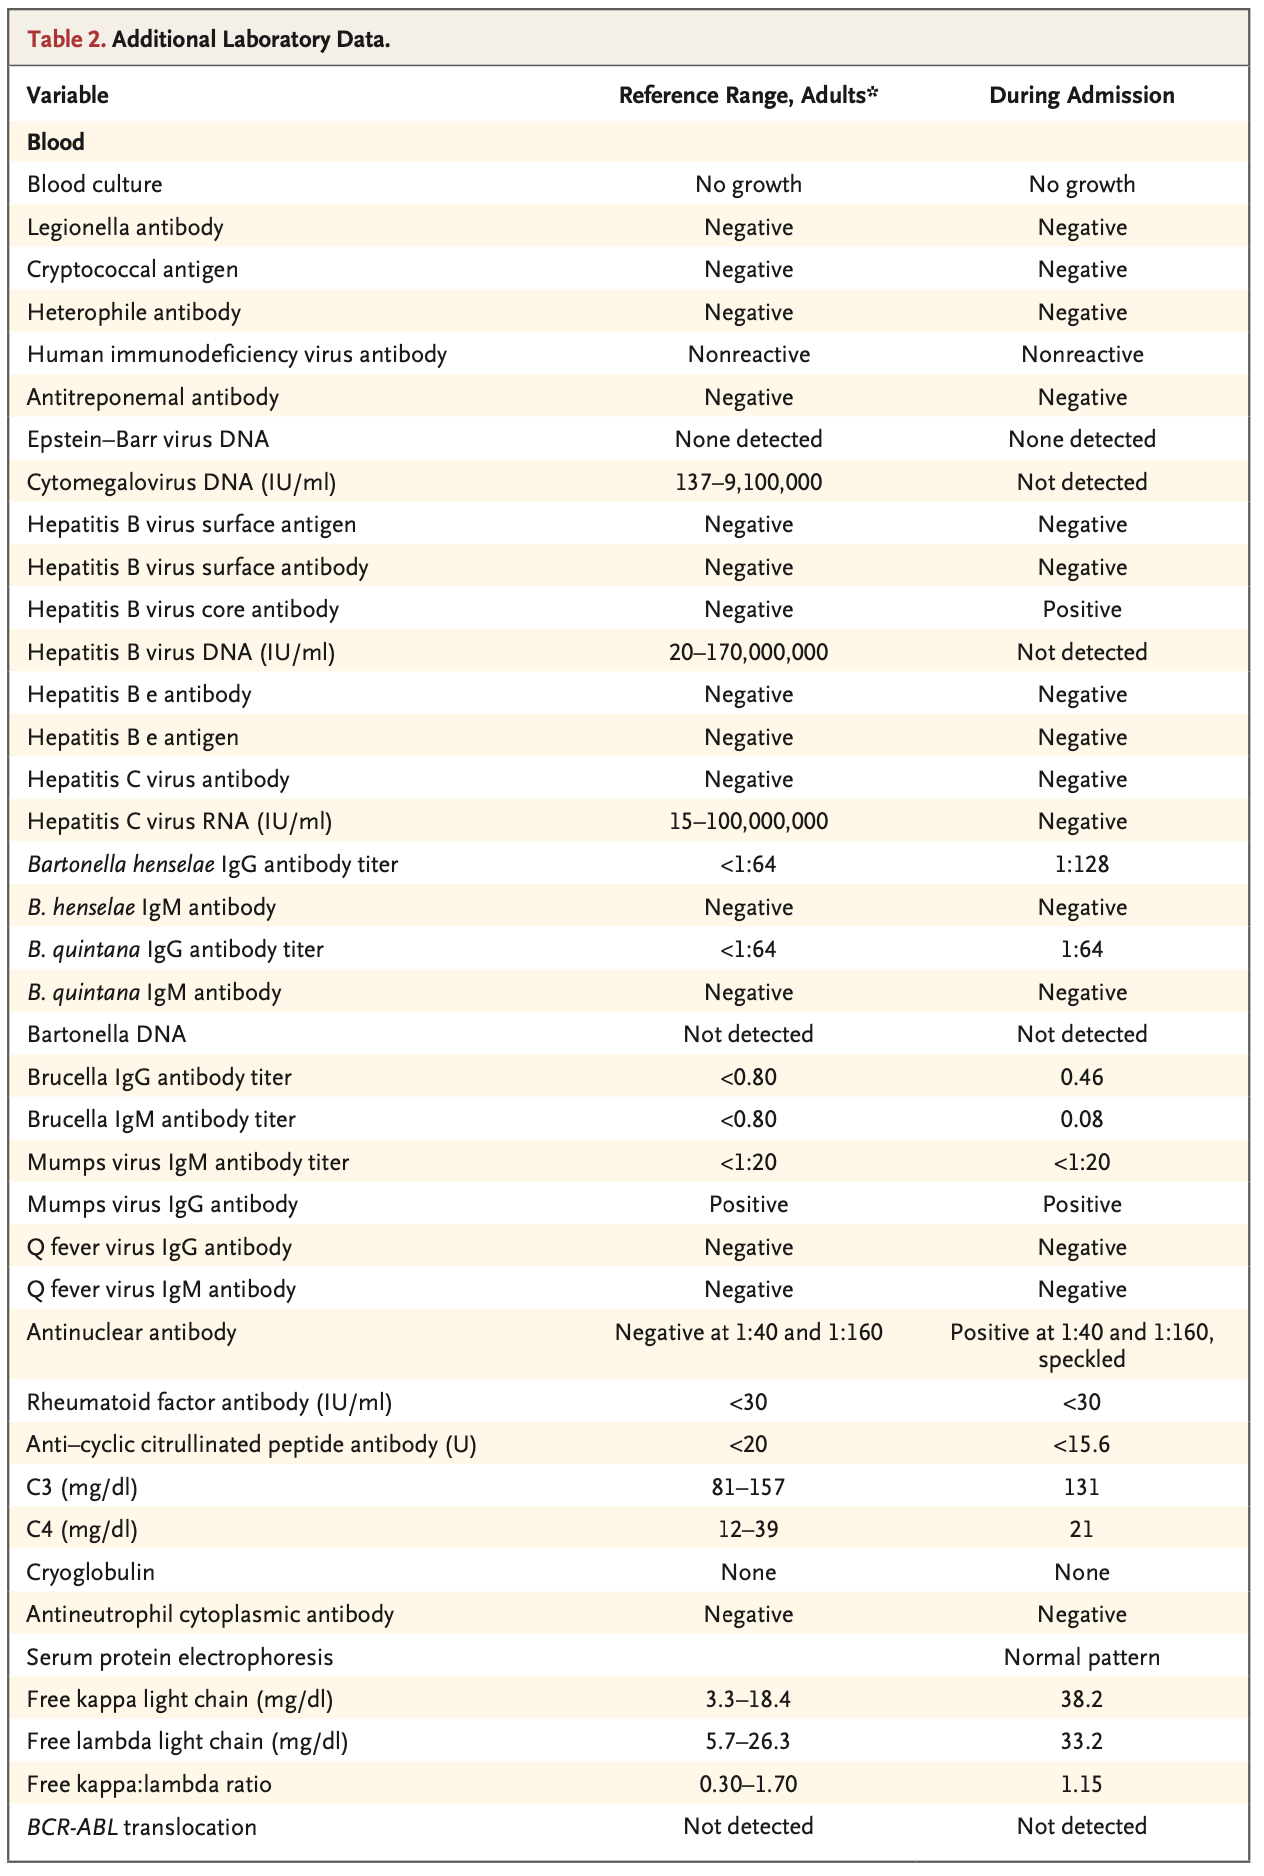 Table 2. Additional Laboratory Data.
Variable Reference Range, Adults* During Admission
Blood
Blood culture No growth No growth
Legionella antibody Negative Negative
Cryptococcal antigen Negative Negative
Heterophile antibody Negative Negative
Human immunodeficiency virus antibody Nonreactive Nonreactive
Antitreponemal antibody Negative Negative
Epstein–Barr virus DNA None detected None detected
Cytomegalovirus DNA (IU/ml) 137–9,100,000 Not detected
Hepatitis B virus surface antigen Negative Negative
Hepatitis B virus surface antibody Negative Negative
Hepatitis B virus core antibody Negative Positive
Hepatitis B virus DNA (IU/ml) 20–170,000,000 Not detected
Hepatitis B e antibody Negative Negative
Hepatitis B e antigen Negative Negative
Hepatitis C virus antibody Negative Negative
Hepatitis C virus RNA (IU/ml) 15–100,000,000 Negative
Bartonella henselae IgG antibody titer <1:64 1:128
B. henselae IgM antibody Negative Negative
B. quintana IgG antibody titer <1:64 1:64
B. quintana IgM antibody Negative Negative
Bartonella DNA Not detected Not detected
Brucella IgG antibody titer <0.80 0.46
Brucella IgM antibody titer <0.80 0.08
Mumps virus IgM antibody titer <1:20 <1:20
Mumps virus IgG antibody Positive Positive
Q fever virus IgG antibody Negative Negative
Q fever virus IgM antibody Negative Negative
Antinuclear antibody Negative at 1:40 and 1:160 Positive at 1:40 and 1:160,
speckled
Rheumatoid factor antibody (IU/ml) <30 <30
Anti–cyclic citrullinated peptide antibody (U) <20 <15.6
C3 (mg/dl) 81–157 131
C4 (mg/dl) 12–39 21
Cryoglobulin None None
Antineutrophil cytoplasmic antibody Negative Negative
Serum protein electrophoresis Normal pattern
Free kappa light chain (mg/dl) 3.3–18.4 38.2
Free lambda light chain (mg/dl) 5.7–26.3 33.2
Free kappa:lambda ratio 0.30–1.70 1.15
BCR-ABL translocation Not detected Not detected